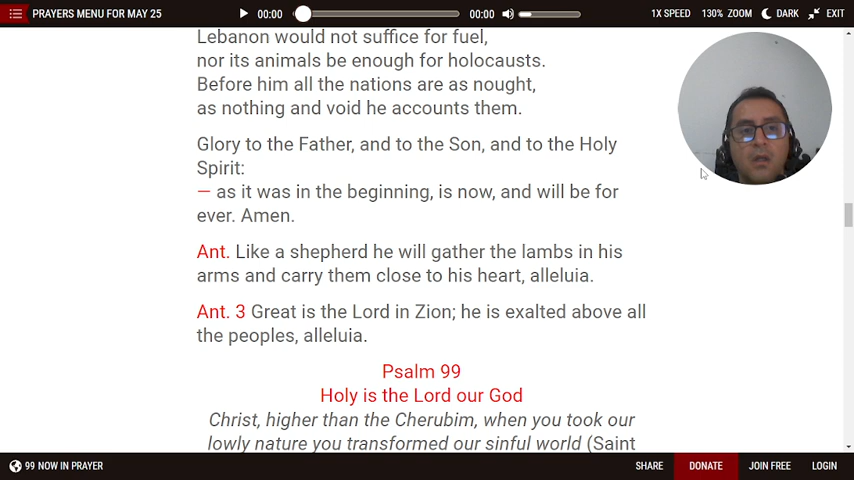 PRAYERS MENU FOR MAY 25
00:00
00:00
1X SPEED
130% ZOOM
DARK
EXIT
Lebanon would not suffice for fuel,
nor its animals be enough for holocausts.
Before him all the nations are as nought,
as nothing and void he accounts them.
Glory to the Father, and to the Son, and to the Holy
Spirit:
— as it was in the beginning, is now, and will be for
ever. Amen.
Ant. Like a shepherd he will gather the lambs in his
arms and carry them close to his heart, alleluia.
Ant. 3 Great is the Lord in Zion; he is exalted above all
the peoples, alleluia.
Psalm 99
Holy is the Lord our God
Christ, higher than the Cherubim, when you took our
lowly nature you transformed our sinful world (Saint
99 NOW IN PRAYER
SHARE
DONATE
JOIN FREE
LOGIN